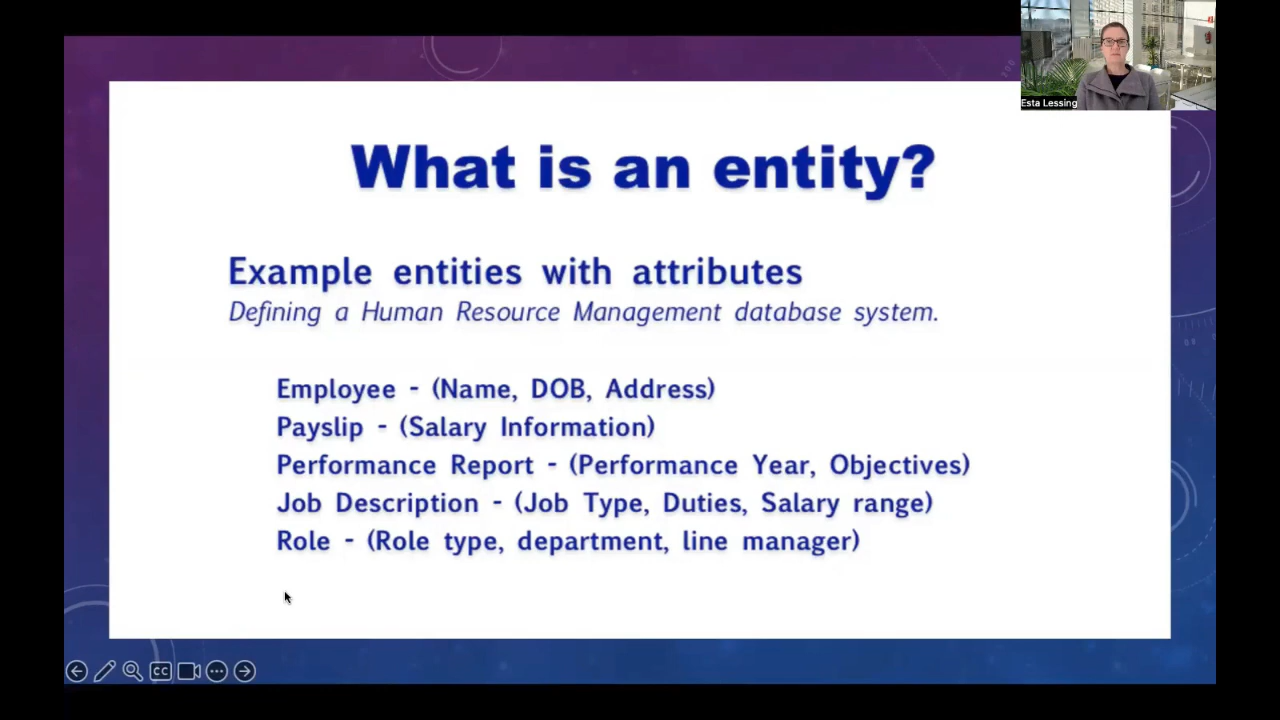 Esta Lessing
What is an entity?
Example entities with attributes
Defining a Human Resource Management database system.
Employee - (Name, DOB, Address)
Payslip - (Salary Information)
Performance Report - (Performance Year, Objectives)
Job Description - (Job Type, Duties, Salary range)
Role - (Role type, department, line manager)
CC